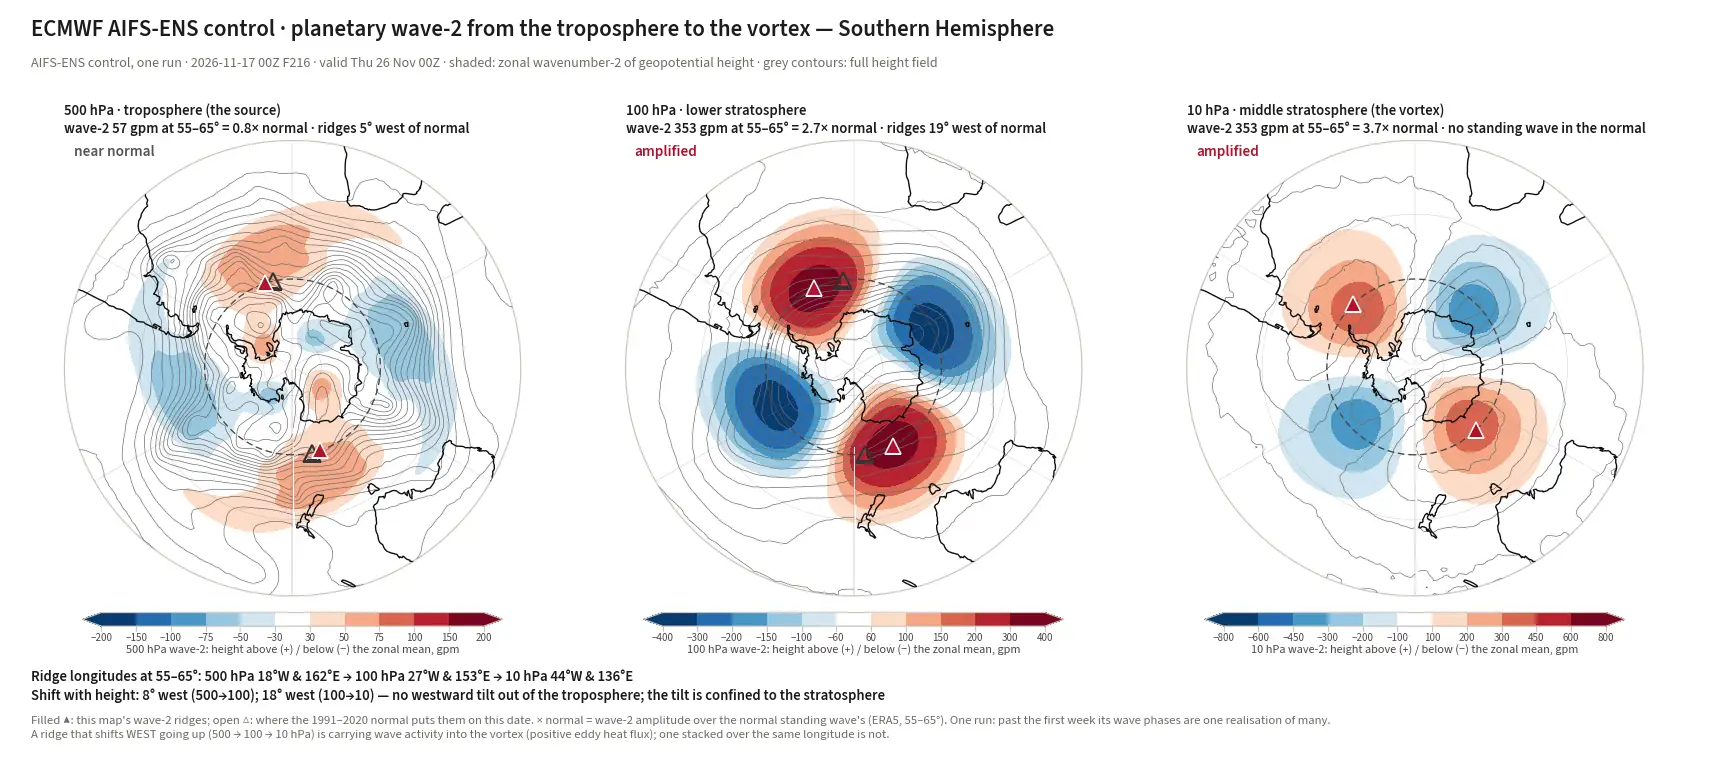 ECMWF AIFS-ENS control · planetary wave-2 from the troposphere to the vortex — Southern Hemisphere
AIFS-ENS control, one run · 2026-11-17 00Z F216 · valid Thu 26 Nov 00Z · shaded: zonal wavenumber-2 of geopotential height · grey contours: full height field
500 hPa · troposphere (the source)
wave-2 57 gpm at 55–65° = 0.8× normal · ridges 5° west of normal
near normal
100 hPa · lower stratosphere
wave-2 353 gpm at 55–65° = 2.7× normal · ridges 19° west of normal
amplified
10 hPa · middle stratosphere (the vortex)
wave-2 353 gpm at 55–65° = 3.7× normal · no standing wave in the normal
amplified
−200 −150 −100 −75 −50 −30 30 50 75 100 150 200
500 hPa wave-2: height above (+) / below (−) the zonal mean, gpm
−400 −300 −200 −150 −100 −60 60 100 150 200 300 400
100 hPa wave-2: height above (+) / below (−) the zonal mean, gpm
−800 −600 −450 −300 −200 −100 100 200 300 450 600 800
10 hPa wave-2: height above (+) / below (−) the zonal mean, gpm
Ridge longitudes at 55–65°: 500 hPa 18°W & 162°E → 100 hPa 27°W & 153°E → 10 hPa 44°W & 136°E
Shift with height: 8° west (500→100); 18° west (100→10) — no westward tilt out of the troposphere; the tilt is confined to the stratosphere
Filled ▲: this map's wave-2 ridges; open △: where the 1991–2020 normal puts them on this date. × normal = wave-2 amplitude over the normal standing wave's (ERA5, 55–65°). One run: past the first week its wave phases are one realisation of many.
A ridge that shifts WEST going up (500 → 100 → 10 hPa) is carrying wave activity into the vortex (positive eddy heat flux); one stacked over the same longitude is not.